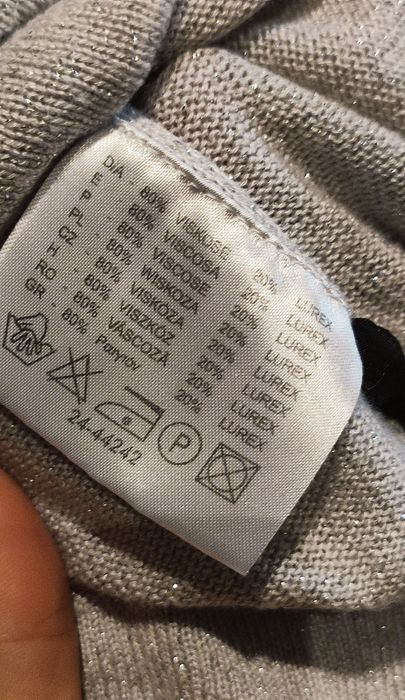 D/A - 80% VISKOSE 20% LUREX
E - 80% VISCOSA 20% LUREX
P - 80% VISCOSE 20% LUREX
PL - 80% WISKOZA 20% LUREX
CZ - 80% VISKÓZA 20% LUREX
H - 80% VISZKÓZ 20% LUREX
RO - 80% VÂSCOZĂ 20% LUREX
GR - 80% 20% LUREX
P
24-44242